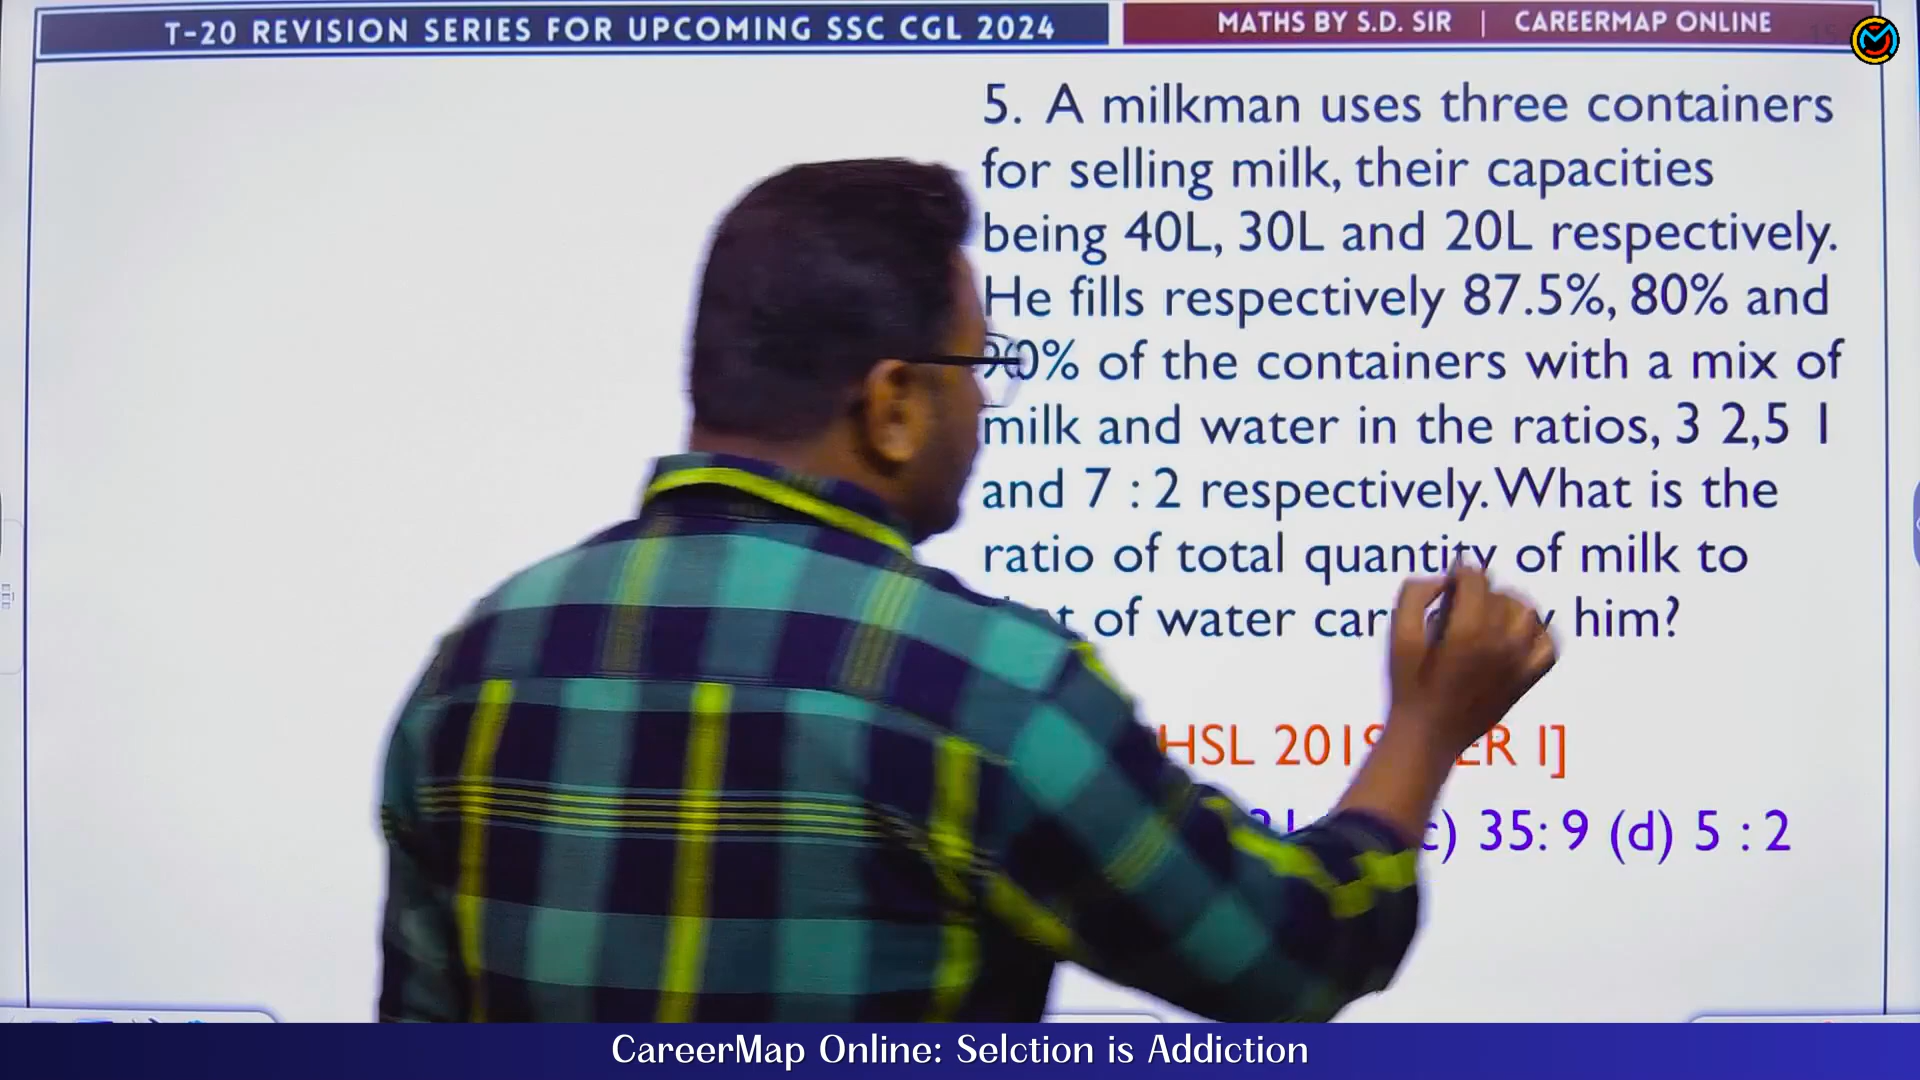 T-20 REVISION SERIES FOR UPCOMING SSC CGL 2024
MATHS BY S.D. SIR | CAREERMAP ONLINE
5. A milkman uses three containers
for selling milk, their capacities
being 40L, 30L and 20L respectively.
He fills respectively 87.5%, 80% and
90% of the containers with a mix of
milk and water in the ratios, 3 2,5 1
and 7 : 2 respectively. What is the
ratio of total quantity of milk to
of water him?
HSL 2019 I]
c) 35: 9 (d) 5 : 2
CareerMap Online: Selction is Addiction